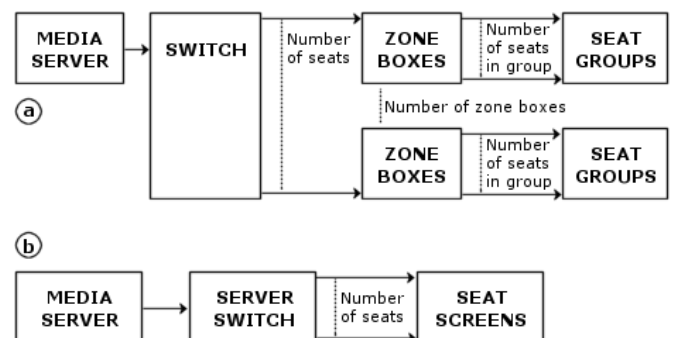 MEDIA
SERVER
SWITCH
Number
of seats
ZONE
BOXES
Number
of seats
in group
SEAT
GROUPS
a
Number of zone boxes
ZONE
BOXES
Number
of seats
in group
SEAT
GROUPS
b
MEDIA
SERVER
SERVER
SWITCH
Number
of seats
SEAT
SCREENS